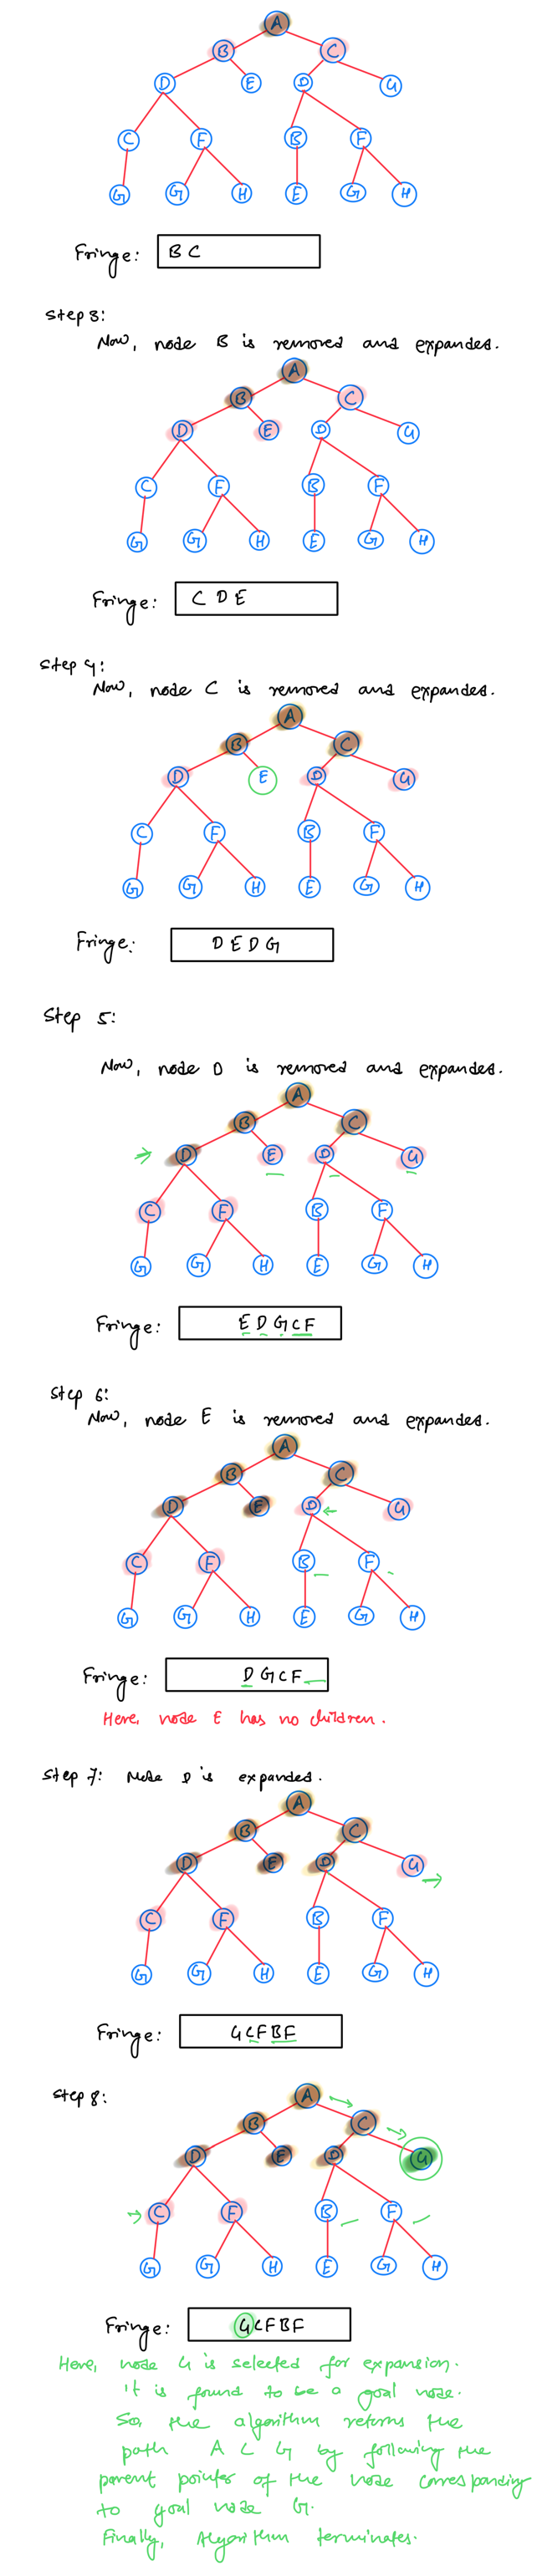 A
B C
D E D G
C F B F
G G H E G H
Fringe: B C
Step 3:
Now, node B is removed and expanded.
A
B C
D E D G
C F B F
G G H E G H
Fringe: C D E
Step 4:
Now, node C is removed and expanded.
A
B C
D E D G
C F B F
G G H E G H
Fringe: D E D G
Step 5:
Now, node D is removed and expanded.
A
B C
D E D G
C F B F
G G H E G H
Fringe: E D G C F
Step 6:
Now, node E is removed and expanded.
A
B C
D E D G
C F B F
G G H E G H
Fringe: D G C F
Here, node E has no children.
Step 7: Node D is expanded.
A
B C
D E D G
C F B F
G G H E G H
Fringe: G C F B F
Step 8:
A
B C
D E D G
C F B F
G G H E G H
Fringe: G C F B F
Here, node G is selected for expansion.
It is found to be a goal node.
So, the algorithm returns the
path A C G by following the
parent pointer of the node corresponding
to goal node G.
Finally, Algorithm terminates.